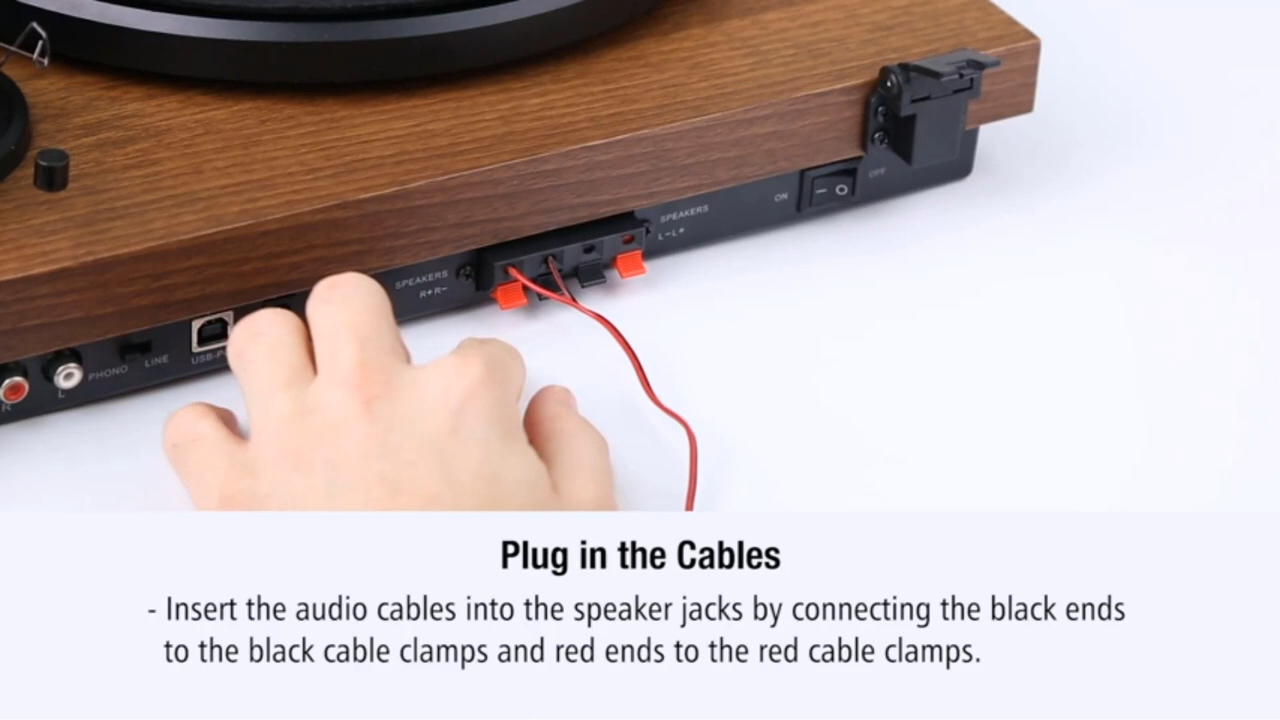 ON
OFF
SPEAKERS
L-L+
SPEAKERS
R+R-
USB-P
LINE
PHONO
L
R
Plug in the Cables
- Insert the audio cables into the speaker jacks by connecting the black ends
to the black cable clamps and red ends to the red cable clamps.